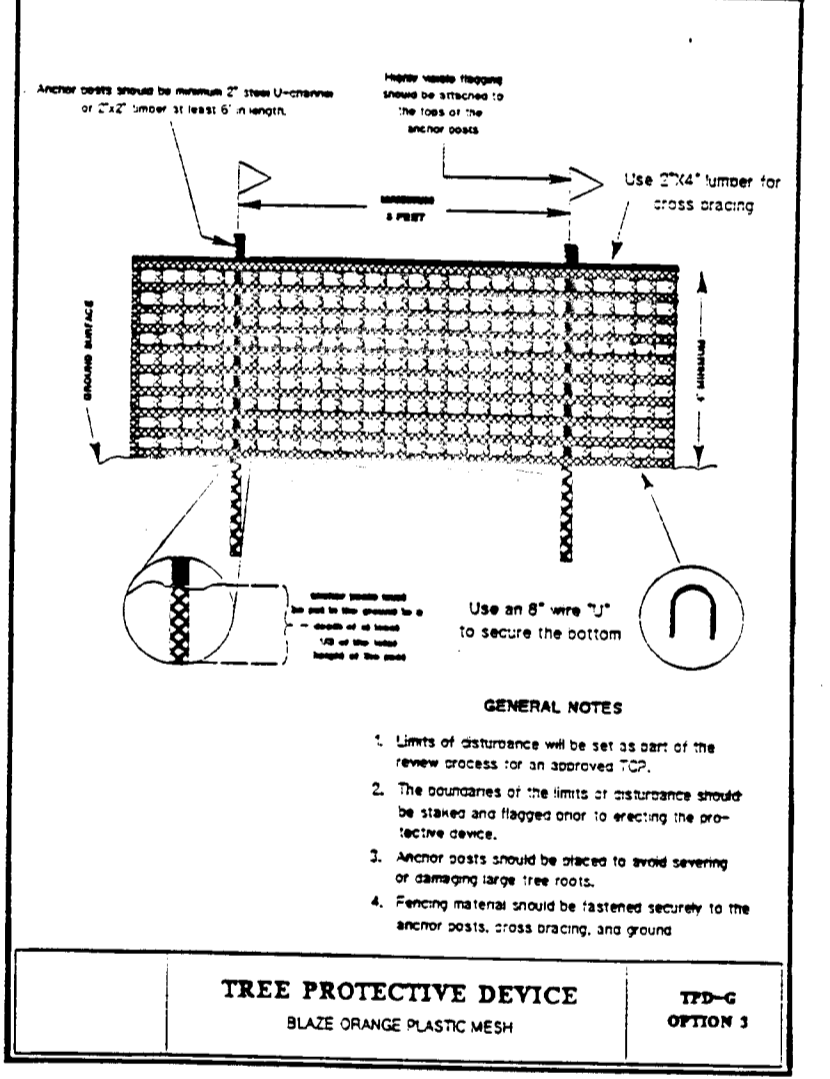 Anchor posts should be minimum 2" steel U-channel
or 2"x2" lumber at least 6' in length.
Highly visible flagging
should be attached to
the tops of the
anchor posts
Use 2"X4" lumber for
cross bracing
MAXIMUM
8 FEET
GROUND SURFACE
4' MINIMUM
anchor posts must
be put in the ground to a
depth of at least
1/3 of the total
height of the post
Use an 8" wire "U"
to secure the bottom
GENERAL NOTES
1. Limits of disturbance will be set as part of the
review process for an approved TCP.
2. The boundaries of the limits of disturbance should
be staked and flagged prior to erecting the pro-
tective device.
3. Anchor posts should be placed to avoid severing
or damaging large tree roots.
4. Fencing material should be fastened securely to the
anchor posts, cross bracing, and ground
TREE PROTECTIVE DEVICE
BLAZE ORANGE PLASTIC MESH
TPD-G
OPTION 3